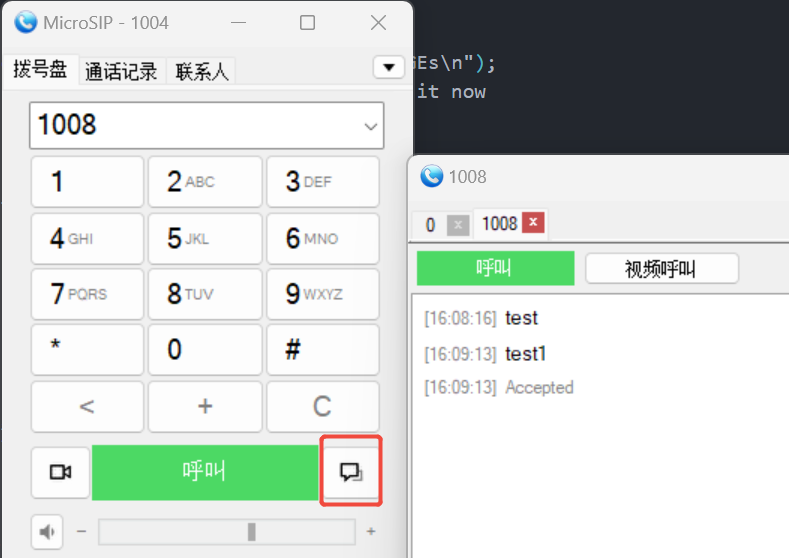 MicroSIP - 1004
拨号盘 通话记录 联系人
1008
1
2 ABC
3 DEF
4 GHI
5 JKL
6 MNO
7 PQRS
8 TUV
9 WXYZ
*
0
#
<
+
C
呼叫
-
+
Es\n");
it now
1008
0 x 1008 x
呼叫 视频呼叫
[16:08:16] test
[16:09:13] test1
[16:09:13] Accepted